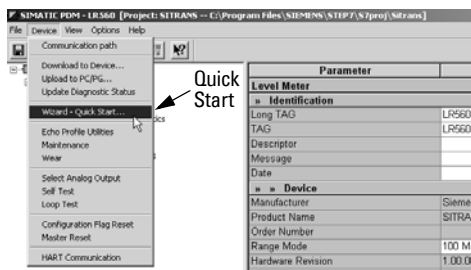 SIMATIC PDM - LR560 [Project: SITRANS -- C:\Program Files\SIEMENS\STEP7\S7proj\Sitrans]
File Device View Options Help
Communication path
Download to Device...
Upload to PC/PG...
Update Diagnostic Status
Wizard - Quick Start...
Echo Profile Utilities
Maintenance
Wear
Select Analog Output
Self Test
Loop Test
Configuration Flag Reset
Master Reset
HART Communication
Quick
Start
Parameter
Level Meter
» Identification
Long TAG LR560
TAG LR560
Descriptor
Message
Date
» » Device
Manufacturer Sieme
Product Name SITRA
Order Number
Range Mode 100 M
Hardware Revision 1.00.0